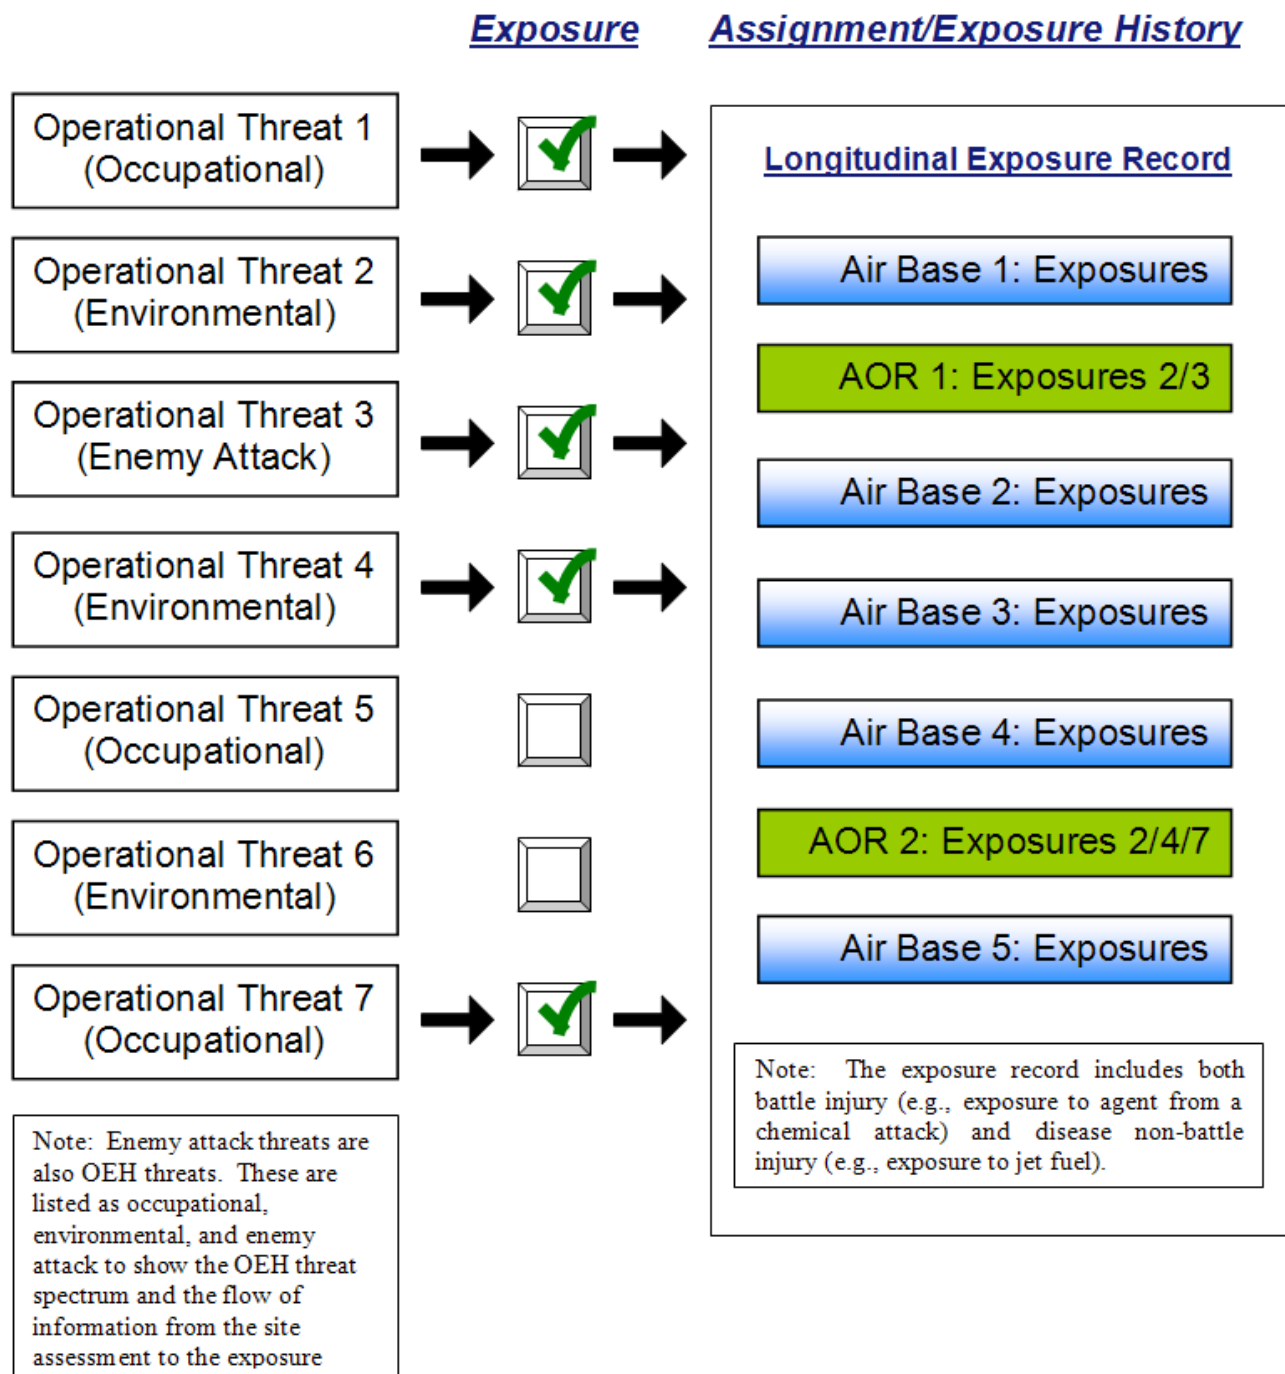 Exposure
Assignment/Exposure History
Operational Threat 1
(Occupational)
Operational Threat 2
(Environmental)
Operational Threat 3
(Enemy Attack)
Operational Threat 4
(Environmental)
Operational Threat 5
(Occupational)
Operational Threat 6
(Environmental)
Operational Threat 7
(Occupational)
Note: Enemy attack threats are
also OEH threats. These are
listed as occupational,
environmental, and enemy
attack to show the OEH threat
spectrum and the flow of
information from the site
assessment to the exposure
Longitudinal Exposure Record
Air Base 1: Exposures
AOR 1: Exposures 2/3
Air Base 2: Exposures
Air Base 3: Exposures
Air Base 4: Exposures
AOR 2: Exposures 2/4/7
Air Base 5: Exposures
Note: The exposure record includes both
battle injury (e.g., exposure to agent from a
chemical attack) and disease non-battle
injury (e.g., exposure to jet fuel).